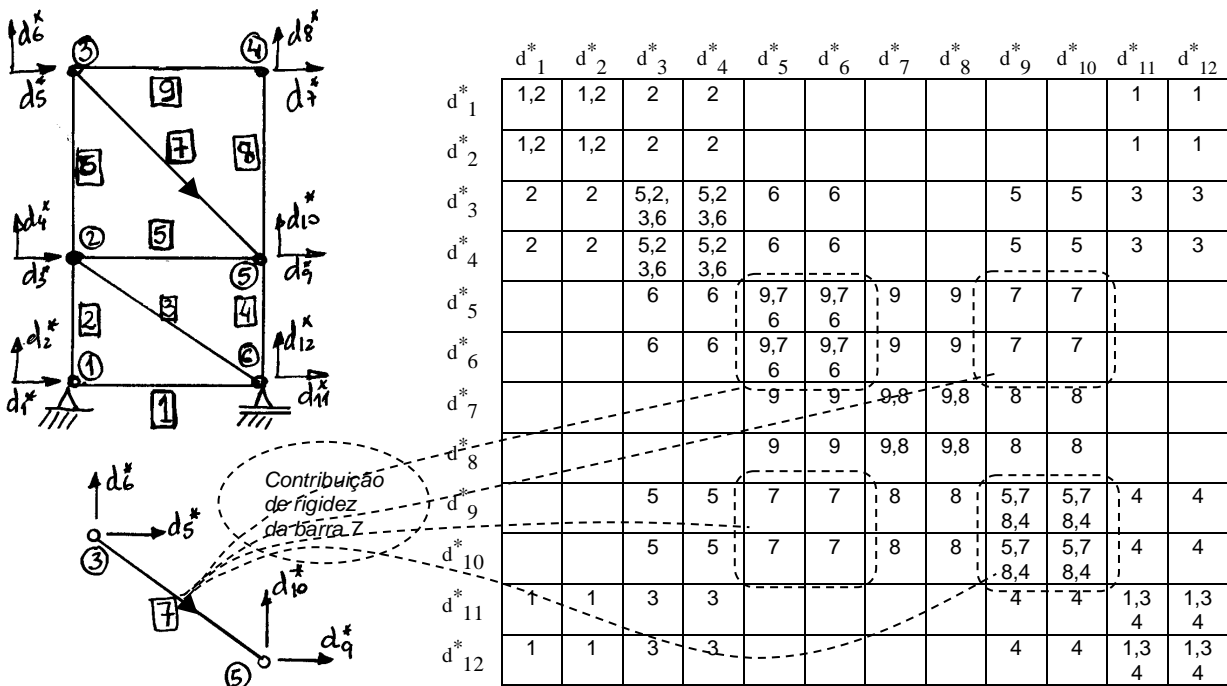 d*6 d*8
3 4
d*5 9 d*7
7
6 8
d*4 d*10
2 5
d*3 5 d*9
3
2 4
d*2 d*12
1 6
d1* 1 d11*
d6*
d5*
3
Contribuição
de rigidez
da barra 7
d10*
7
d9*
5
d*1 d*2 d*3 d*4 d*5 d*6 d*7 d*8 d*9 d*10 d*11 d*12
d*1 1,2 1,2 2 2 1 1
d*2 1,2 1,2 2 2 1 1
d*3 2 2 5,2, 5,2, 6 6 5 5 3 3
3,6 3,6
d*4 2 2 5,2 5,2 6 6 5 5 3 3
3,6 3,6
d*5 6 6 9,7 9,7 9 9 7 7
6 6
d*6 6 6 9,7 9,7 9 9 7 7
6 6
d*7 9 9 9,8 9,8 8 8
d*8 9 9 9,8 9,8 8 8
d*9 5 5 7 7 8 8 5,7 5,7 4 4
8,4 8,4
d*10 5 5 7 7 8 8 5,7 5,7 4 4
8,4 8,4
d*11 1 1 3 3 4 4 1,3 1,3
4 4
d*12 1 1 3 3 4 4 1,3 1,3
4 4